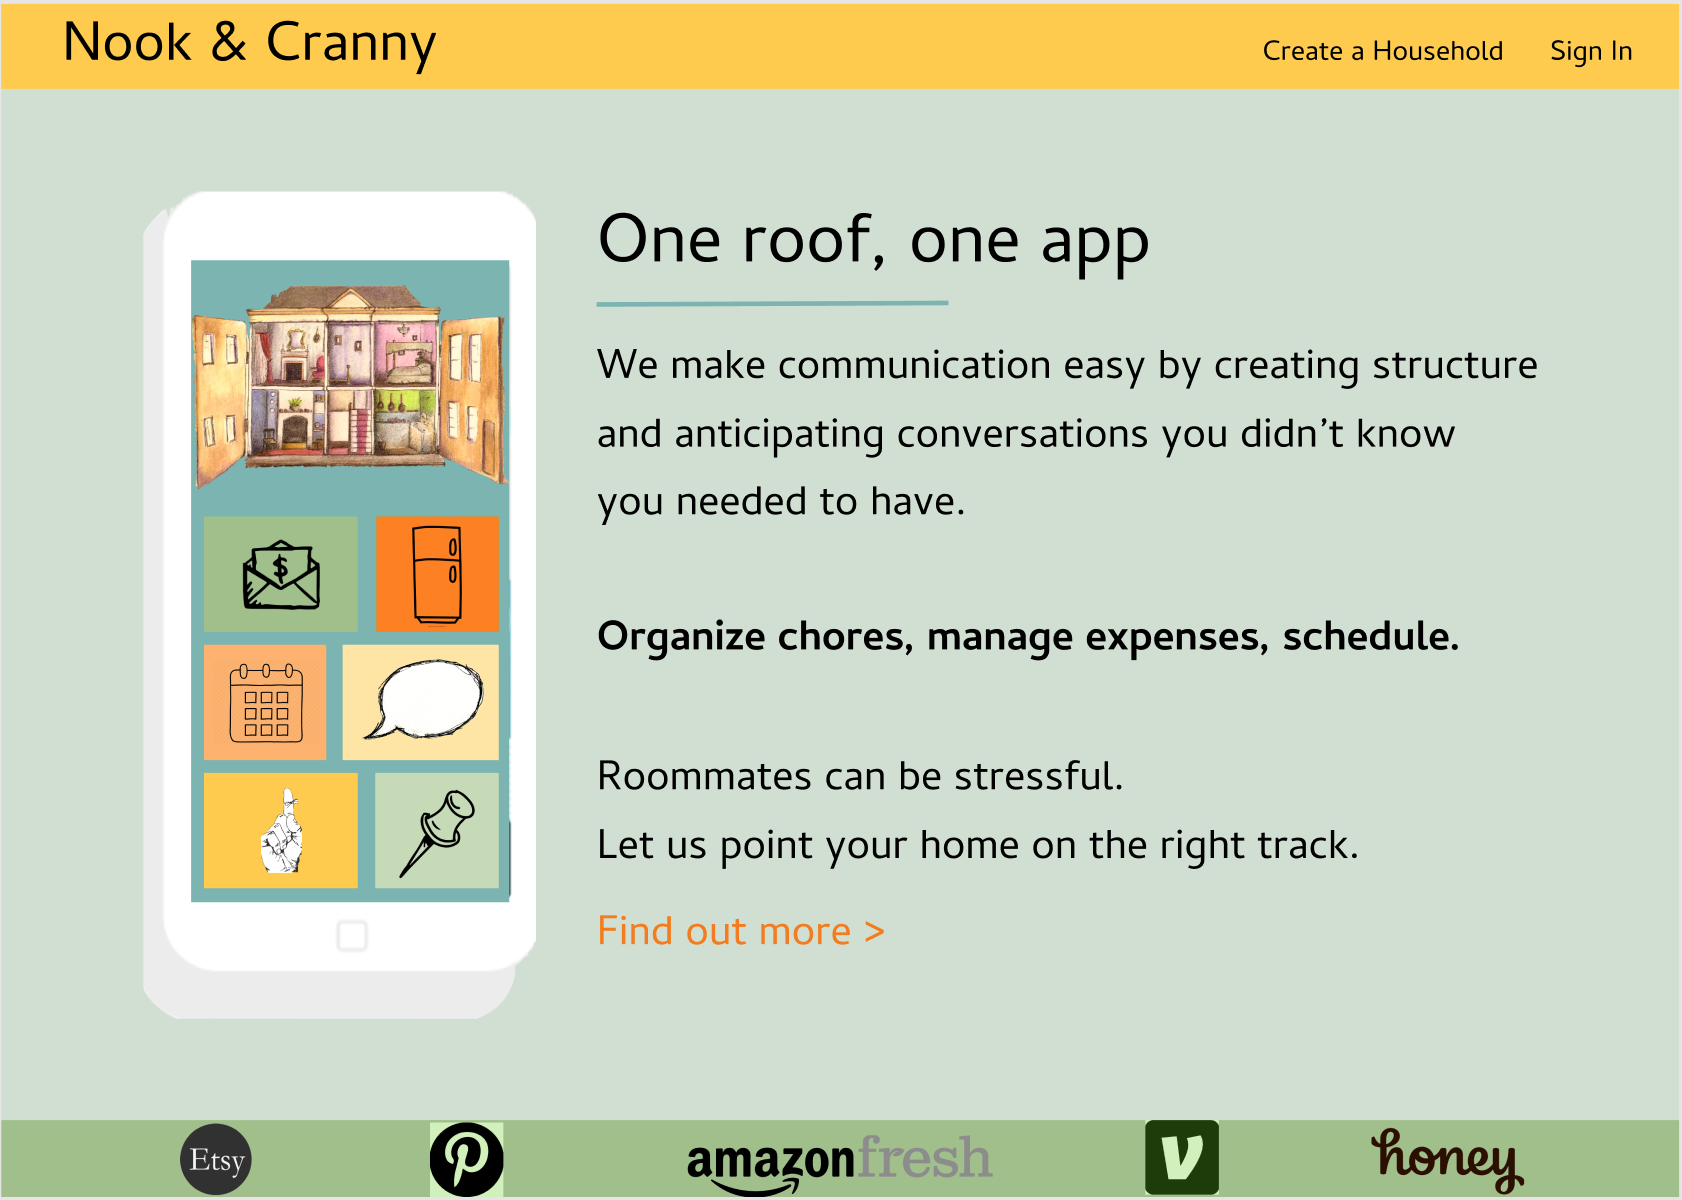 Nook & Cranny
Create a Household
Sign In
One roof, one app
We make communication easy by creating structure
and anticipating conversations you didn’t know
you needed to have.
$
Organize chores, manage expenses, schedule.
Roommates can be stressful.
Let us point your home on the right track.
Find out more >
Etsy
amazonfresh
honey